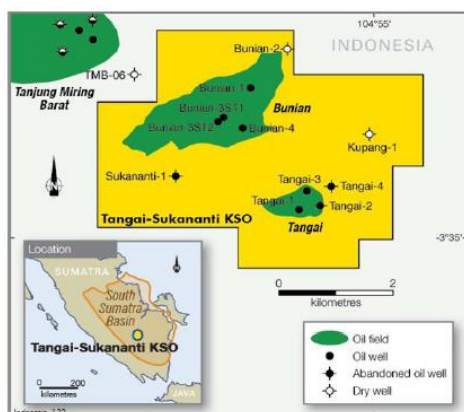 104°55'
INDONESIA
Bunian-2
TMB-06
Tanjung Miring
Barat
Bunian-1
Bunian
Bunian-3S11
Bunian-3S12
Bunian-4
Kupang-1
Sukananti-1
Tangai-3
Tangai-4
Tangai-1
Tangai-2
Tangai-Sukananti KSO
Tangai
-3°35'
Location
SUMATRA
South
Sumatra
Basin
Tangai-Sukananti KSO
0 200
kilometres
JAVA
0 2
kilometres
Oil field
Oil well
Abandoned oil well
Dry well